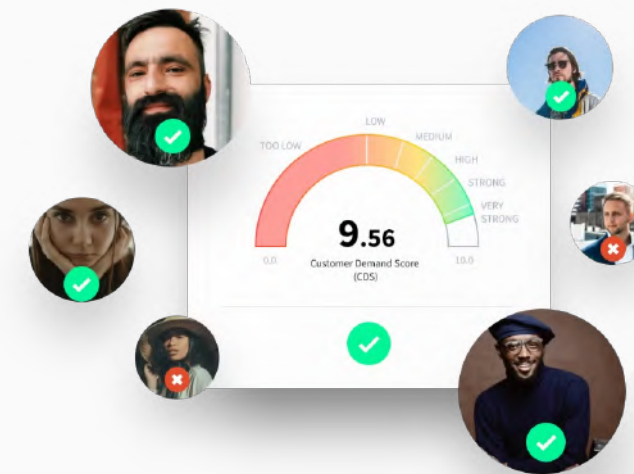 LOW
MEDIUM
TOO LOW
HIGH
STRONG
VERY
STRONG
9.56
0.0
Customer Demand Score
10.0
(CDS)